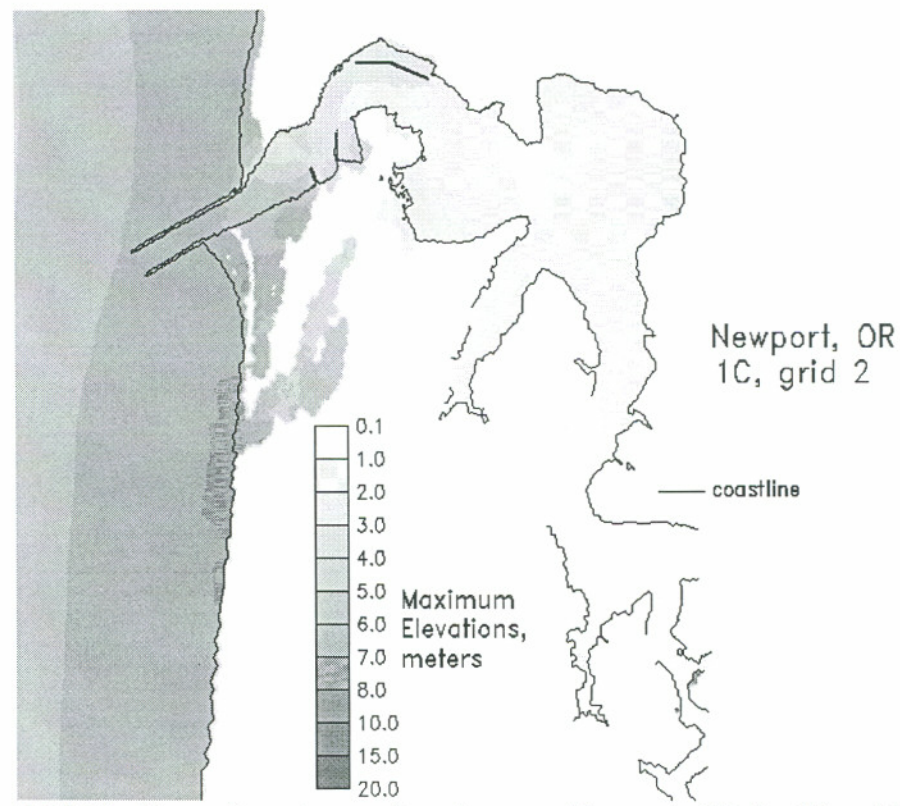 Newport, OR
1C, grid 2
0.1
1.0
2.0
3.0
4.0
5.0
6.0
7.0
8.0
10.0
15.0
20.0
coastline
Maximum
Elevations,
meters